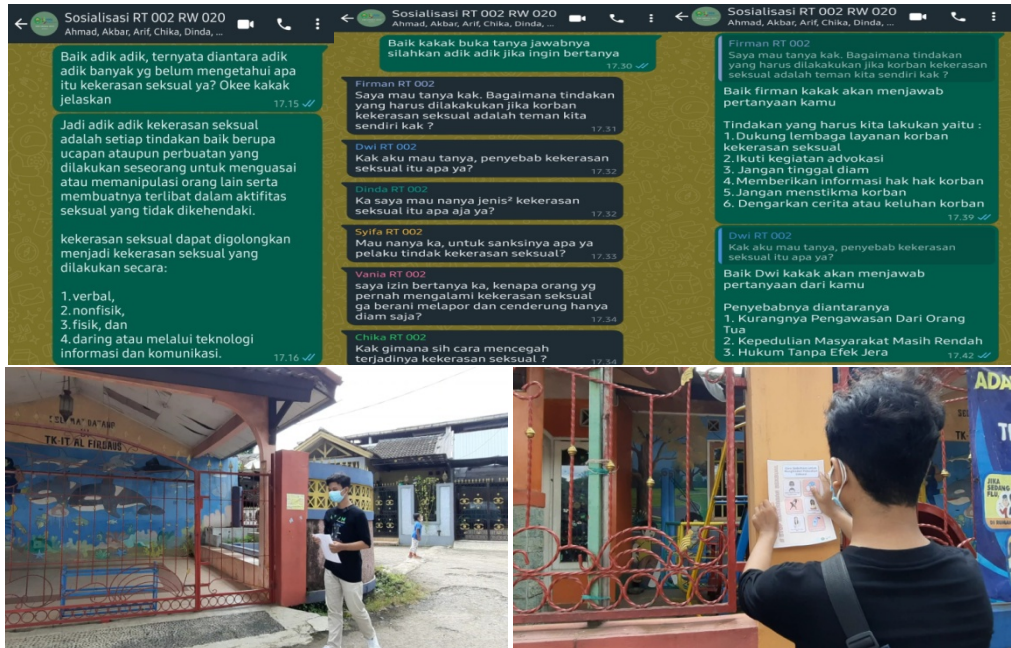 Sosialisasi RT 002 RW 020
Ahmad, Akbar, Arif, Chika, Dinda, ...
Baik adik adik, ternyata diantara adik
adik banyak yg belum mengetahui apa
itu kekerasan seksual ya? Okee kakak
jelaskan
17.15
Jadi adik adik kekerasan seksual
adalah setiap tindakan baik berupa
ucapan ataupun perbuatan yang
dilakukan seseorang untuk menguasai
atau memanipulasi orang lain serta
membuatnya terlibat dalam aktifitas
seksual yang tidak dikehendaki.
kekerasan seksual dapat digolongkan
menjadi kekerasan seksual yang
dilakukan secara:
1.verbal,
2.nonfisik,
3.fisik, dan
4.daring atau melalui teknologi
informasi dan komunikasi.
17.16
Sosialisasi RT 002 RW 020
Ahmad, Akbar, Arif, Chika, Dinda, ...
Baik kakak buka tanya jawabnya
silahkan adik adik jika ingin bertanya
17.30
Firman RT 002
Saya mau tanya kak. Bagaimana tindakan
yang harus dilakakukan jika korban
kekerasan seksual adalah teman kita
sendiri kak ?
17.31
Dwi RT 002
Kak aku mau tanya, penyebab kekerasan
seksual itu apa ya?
17.32
Dinda RT 002
Ka saya mau nanya jenis² kekerasan
seksual itu apa aja ya?
17.32
Syifa RT 002
Mau nanya ka, untuk sanksinya apa ya
pelaku tindak kekerasan seksual?
17.33
Vania RT 002
saya izin bertanya ka, kenapa orang yg
pernah mengalami kekerasan seksual
ga berani melapor dan cenderung hanya
diam saja?
17.34
Chika RT 002
Kak gimana sih cara mencegah
terjadinya kekerasan seksual ?
17.34
Sosialisasi RT 002 RW 020
Ahmad, Akbar, Arif, Chika, Dinda, ...
Firman RT 002
Saya mau tanya kak. Bagaimana tindakan
yang harus dilakakukan jika korban kekerasan
seksual adalah teman kita sendiri kak ?
Baik firman kakak akan menjawab
pertanyaan kamu
Tindakan yang harus kita lakukan yaitu :
1.Dukung lembaga layanan korban
kekerasan seksual
2.Ikuti kegiatan advokasi
3. Jangan tinggal diam
4.Memberikan informasi hak hak korban
5.Jangan menstikma korban
6. Dengarkan cerita atau keluhan korban
17.39
Dwi RT 002
Kak aku mau tanya, penyebab kekerasan
seksual itu apa ya?
Baik Dwi kakak akan menjawab
pertanyaan dari kamu
Penyebabnya diantaranya
1. Kurangnya Pengawasan Dari Orang
Tua
2. Kepedulian Masyarakat Masih Rendah
3. Hukum Tanpa Efek Jera
17.42
TK-IT AL FIRDAUS
JIKA
SEDANG
FLU,